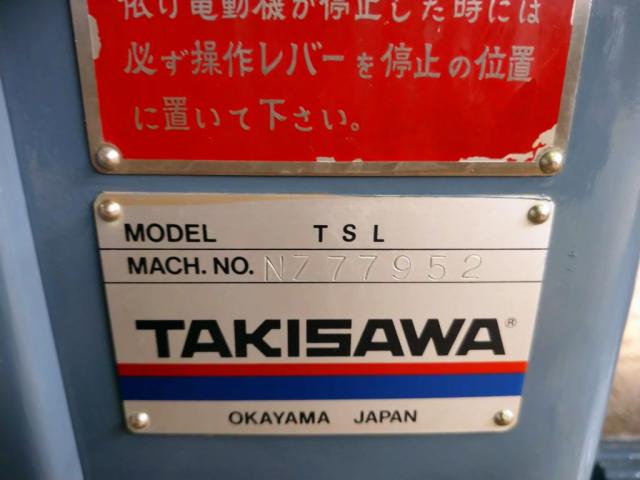 依り電動機が停止した時には
必ず操作レバーを停止の位置
に置いて下さい。
MODEL TSL
MACH. NO. NZ77952
TAKISAWA®
OKAYAMA JAPAN